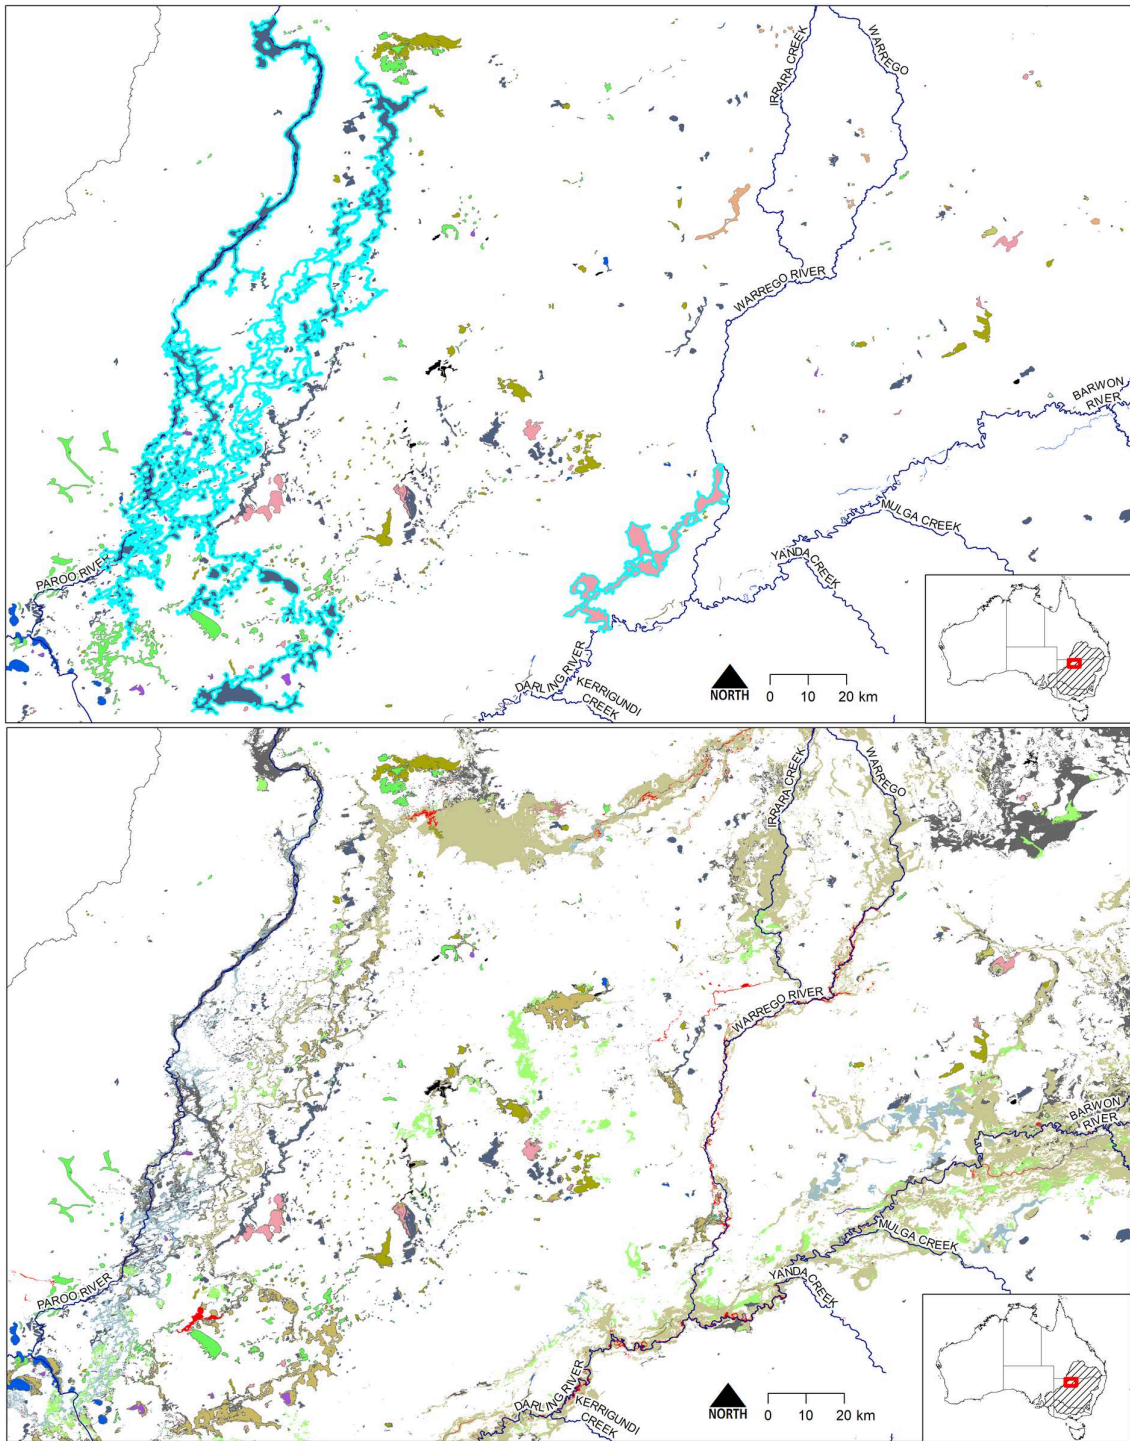 IRRARA CREEK
WARREGO
WARREGO RIVER
BARWON
RIVER
MULGA CREEK
YANDA
CREEK
PAROO RIVER
DARLING RIVER
KERRIGUNDI
CREEK
NORTH
0 10 20 km
IRRARA CREEK
WARREGO
WARREGO RIVER
BARWON
RIVER
MULGA CREEK
YANDA
CREEK
PAROO RIVER
DARLING RIVER
KERRIGUNDI
CREEK
NORTH
0 10 20 km